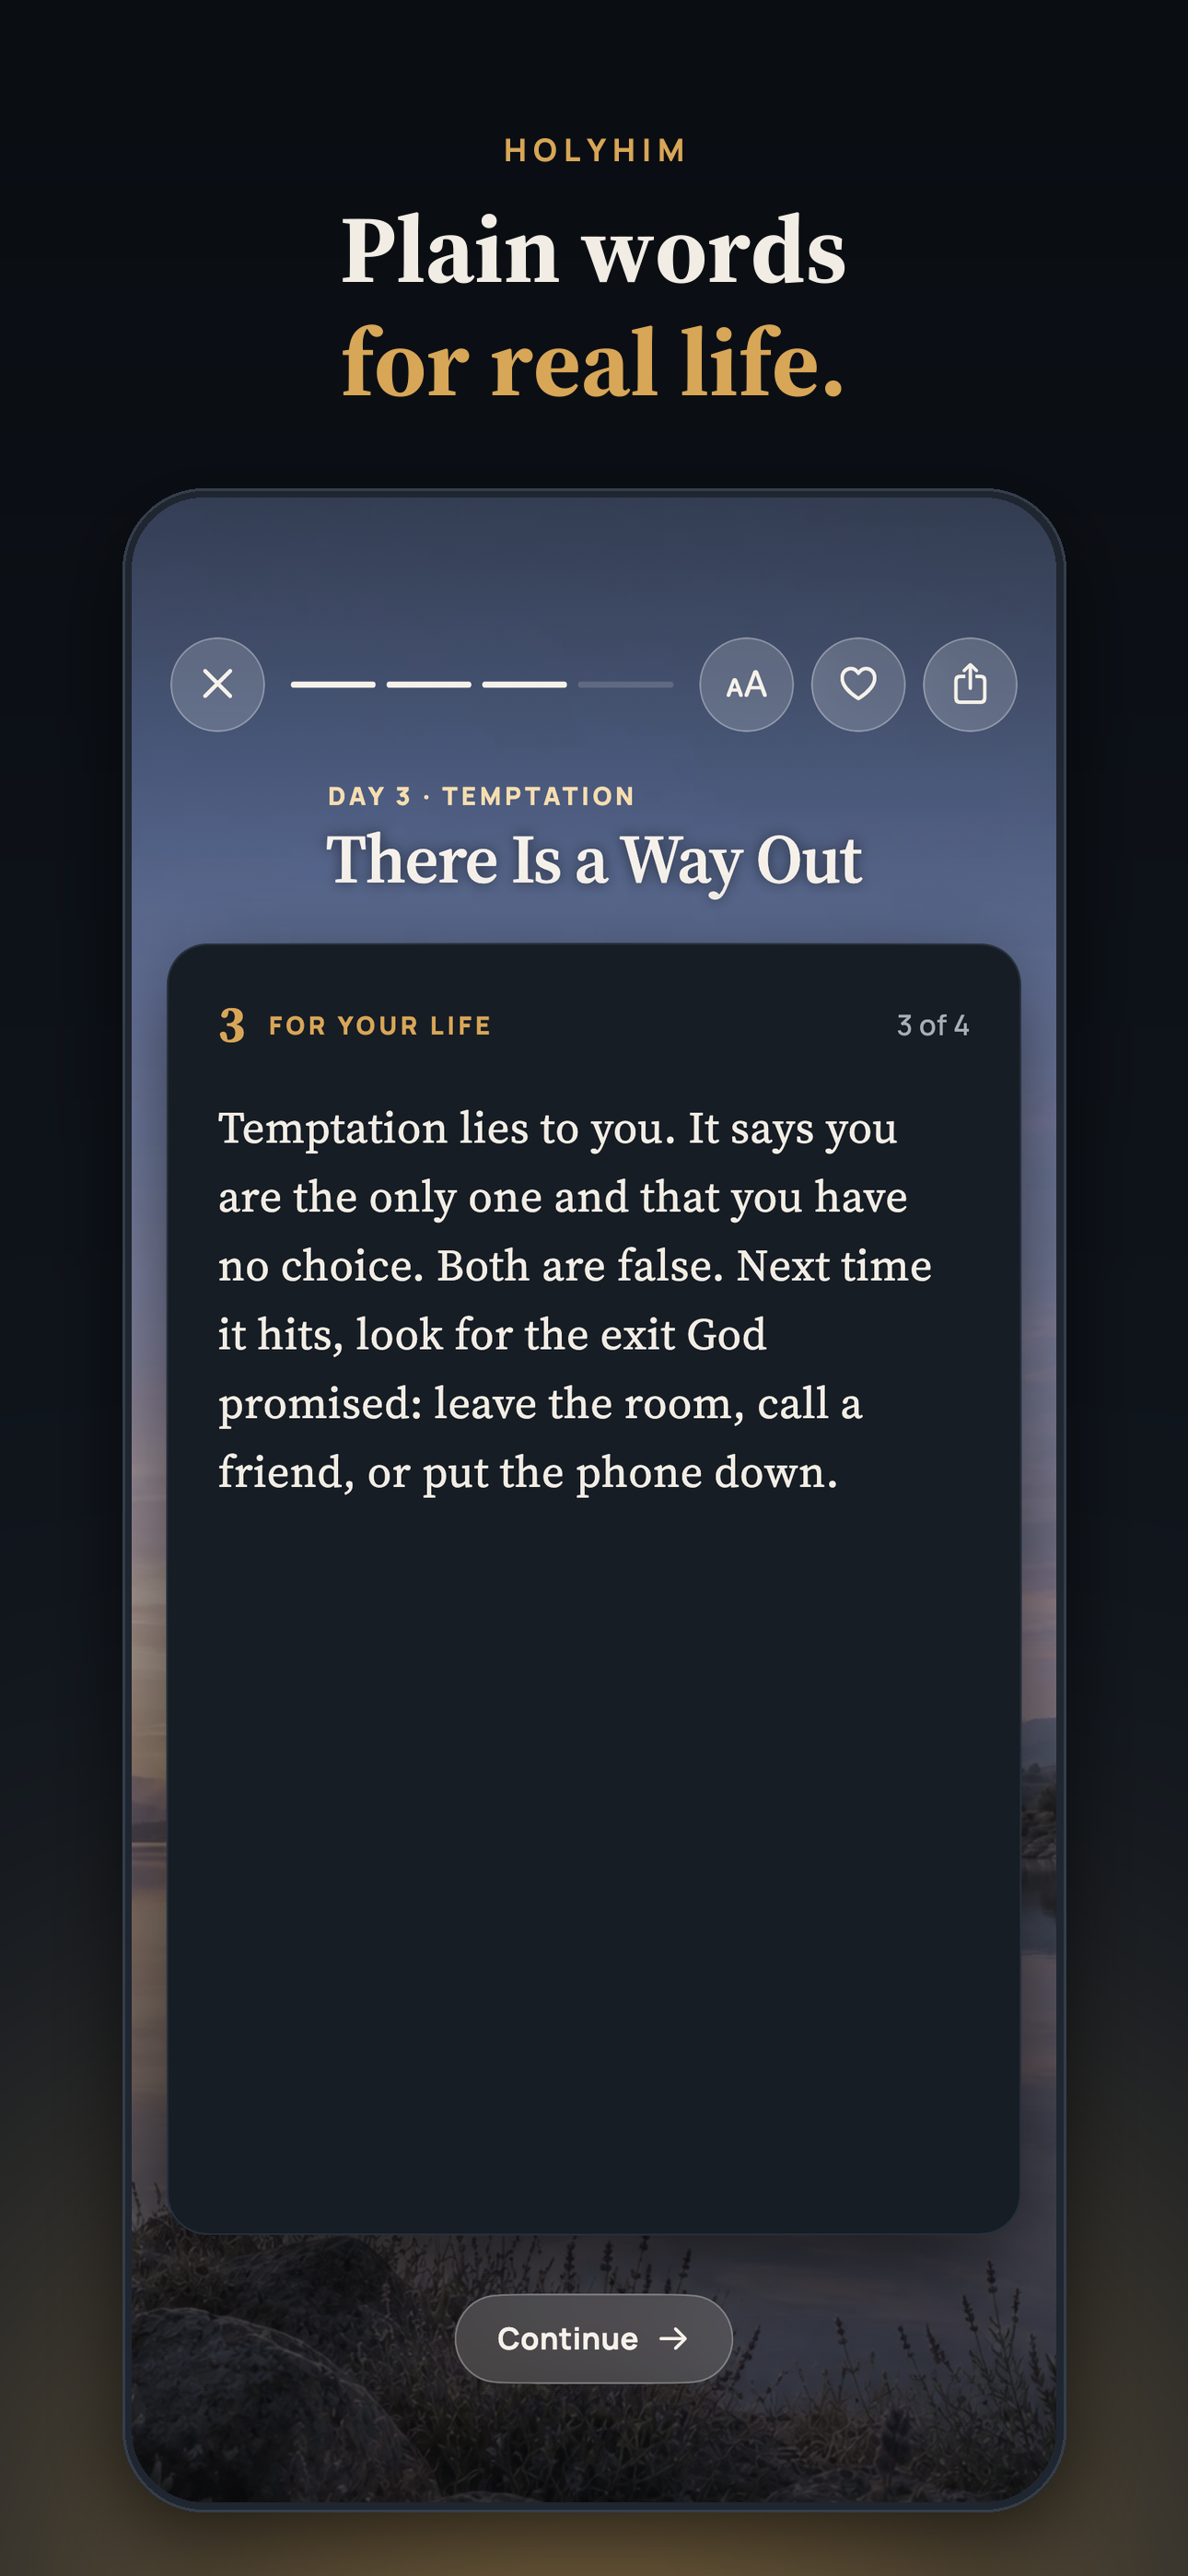 HOLYHIM
Plain words
for real life.
AA
DAY 3 · TEMPTATION
There Is a Way Out
3 FOR YOUR LIFE 3 of 4
Temptation lies to you. It says you
are the only one and that you have
no choice. Both are false. Next time
it hits, look for the exit God
promised: leave the room, call a
friend, or put the phone down.
Continue →